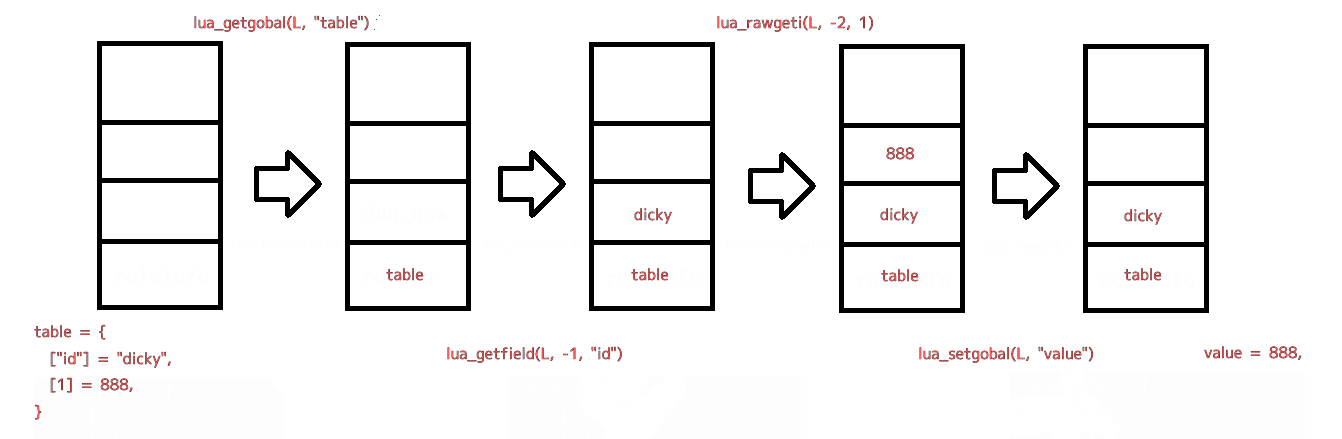 lua_getgobal(L, "table")
lua_rawgeti(L, -2, 1)
888
dicky
dicky
dicky
table
table
table
table
table = {
["id"] = "dicky",
[1] = 888,
}
lua_getfield(L, -1, "id")
lua_setgobal(L, "value")
value = 888,